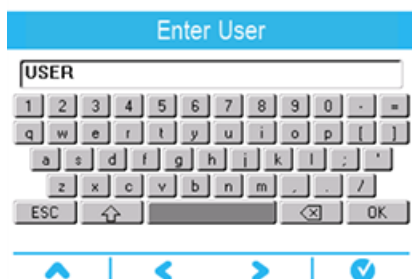 Enter User
USER
1 2 3 4 5 6 7 8 9 0 - =
q w e r t y u i o p [ ]
a s d f g h j k l ; '
z x c v b n m , . /
ESC OK